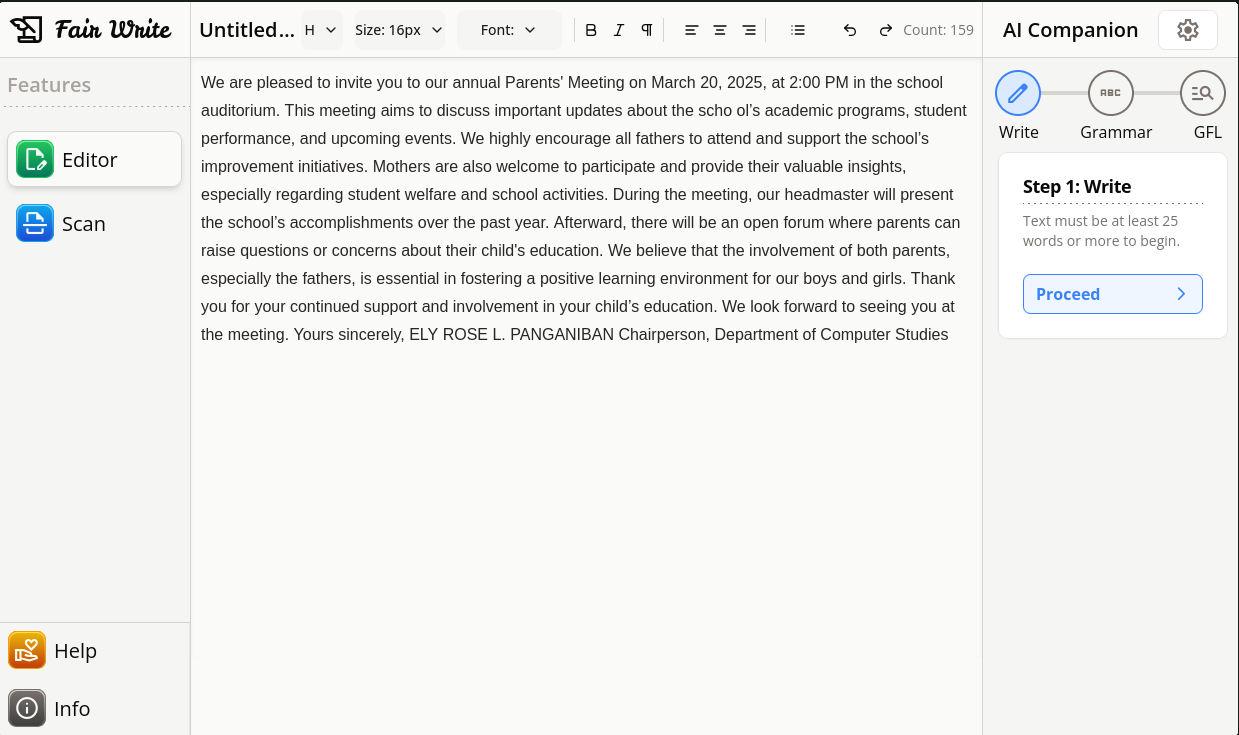 Fair Write
Untitled...
H
Size: 16px
Font:
B
I
Count: 159
AI Companion
Features
Editor
Scan
Help
Info
We are pleased to invite you to our annual Parents' Meeting on March 20, 2025, at 2:00 PM in the school
auditorium. This meeting aims to discuss important updates about the scho ol’s academic programs, student
performance, and upcoming events. We highly encourage all fathers to attend and support the school’s
improvement initiatives. Mothers are also welcome to participate and provide their valuable insights,
especially regarding student welfare and school activities. During the meeting, our headmaster will present
the school’s accomplishments over the past year. Afterward, there will be an open forum where parents can
raise questions or concerns about their child's education. We believe that the involvement of both parents,
especially the fathers, is essential in fostering a positive learning environment for our boys and girls. Thank
you for your continued support and involvement in your child’s education. We look forward to seeing you at
the meeting. Yours sincerely, ELY ROSE L. PANGANIBAN Chairperson, Department of Computer Studies
ABC
Write
Grammar
GFL
Step 1: Write
Text must be at least 25
words or more to begin.
Proceed